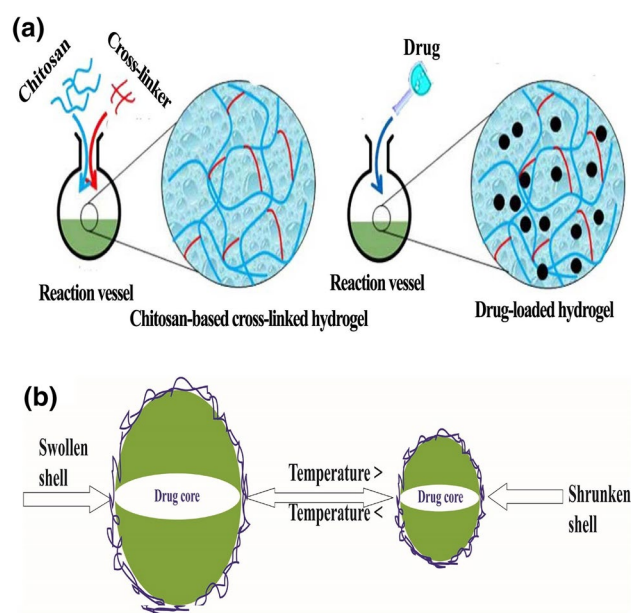 (a)
Chitosan
Cross-linker
Drug
Reaction vessel
Chitosan-based cross-linked hydrogel
Reaction vessel
Drug-loaded hydrogel
(b)
Swollen
shell
Drug core
Temperature >
Temperature <
Drug core
Shrunken
shell